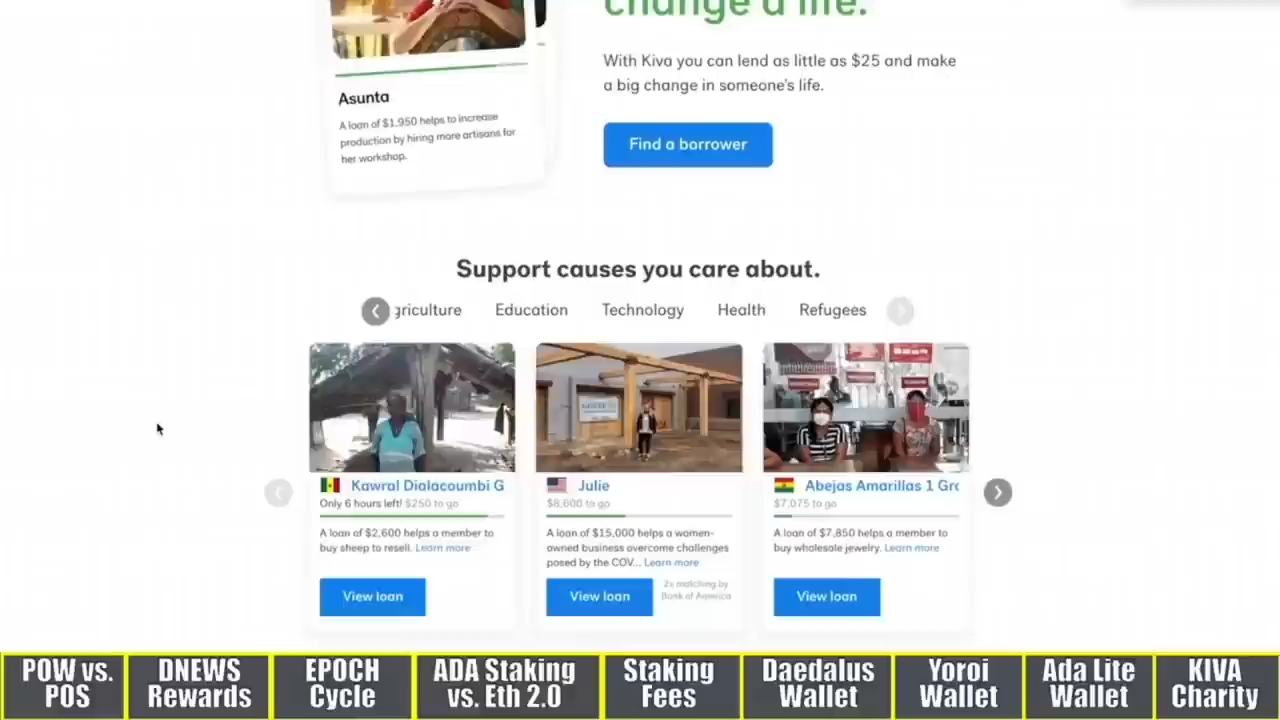 change a life.
With Kiva you can lend as little as $25 and make
a big change in someone's life.
Find a borrower
Asunta
A loan of $1,950 helps to increase
production by hiring more artisans for
her workshop.
Support causes you care about.
griculture Education Technology Health Refugees
Kawral Dialacoumbi G
Only 6 hours left! $250 to go
A loan of $2,600 helps a member to
buy sheep to resell. Learn more
View loan
Julie
$8,600 to go
A loan of $15,000 helps a women-
owned business overcome challenges
posed by the COV... Learn more
View loan
2x matching by
Bank of America
Abejas Amarillas 1 Gro
$7,075 to go
A loan of $7,850 helps a member to
buy wholesale jewelry. Learn more
View loan
POW vs.
POS
DNEWS
Rewards
EPOCH
Cycle
ADA Staking
vs. Eth 2.0
Staking
Fees
Daedalus
Wallet
Yoroi
Wallet
Ada Lite
Wallet
KIVA
Charity